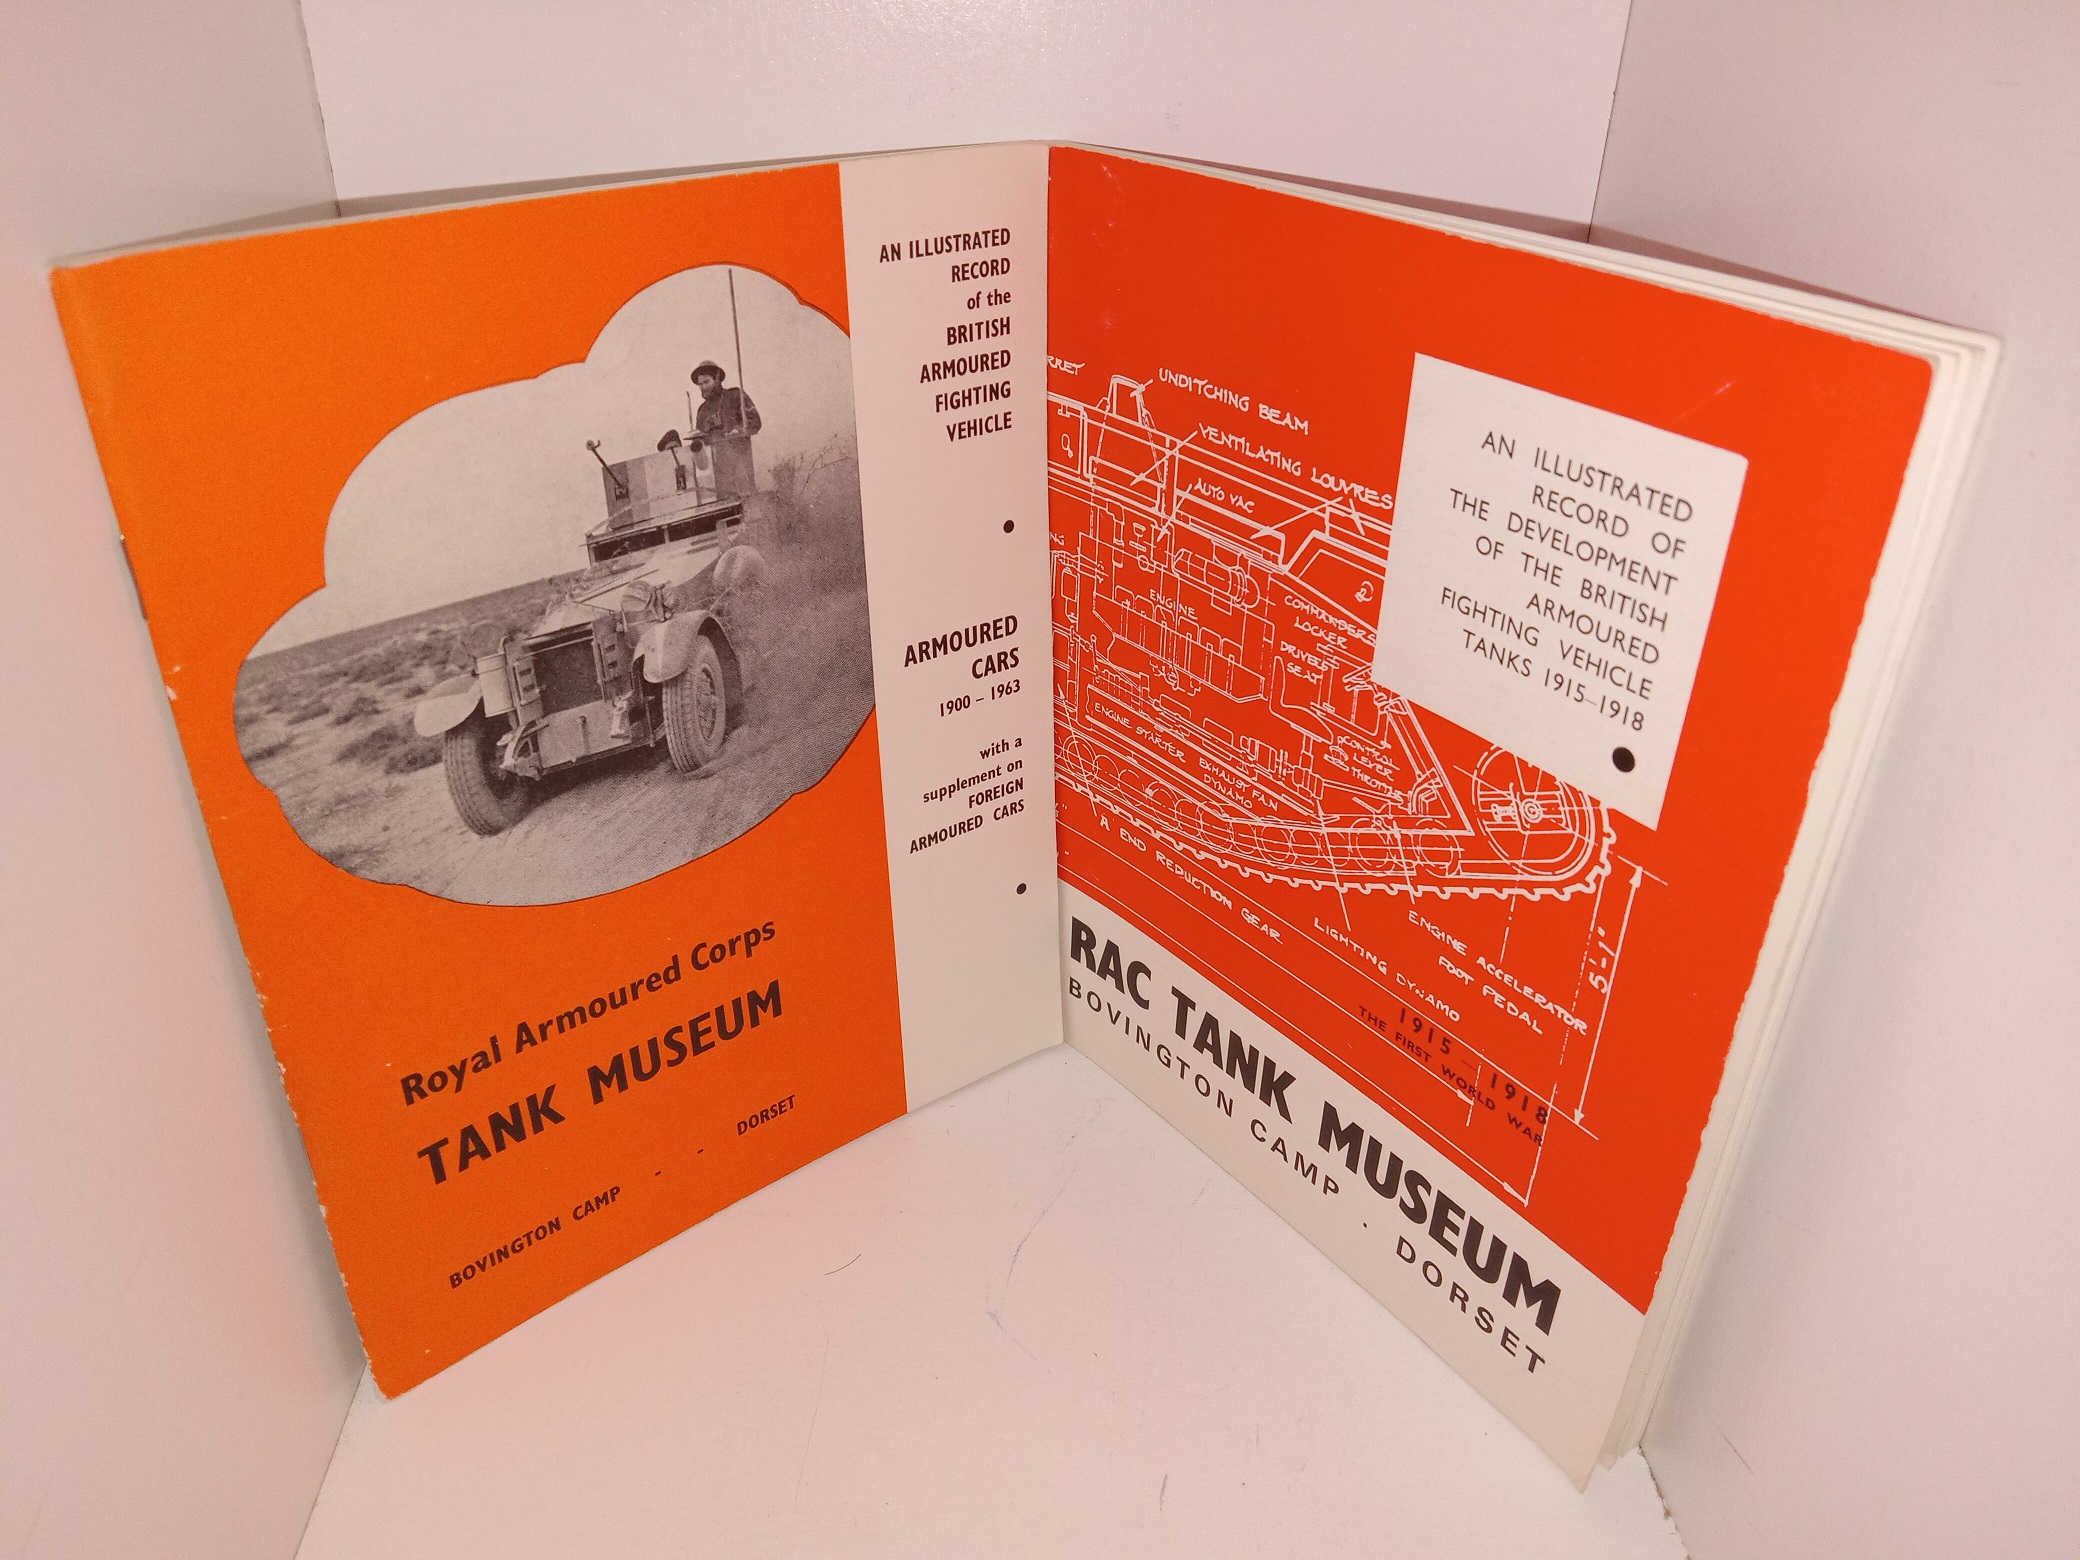 AN ILLUSTRATED
RECORD
of the
BRITISH
ARMOURED
FIGHTING
VEHICLE
ARMOURED
CARS
1900 – 1963
with a
supplement on
FOREIGN
ARMOURED CARS
Royal Armoured Corps
TANK MUSEUM
BOVINGTON CAMP - - DORSET
UNDITCHING BEAM
VENTILATING LOUVRES
AUTO VAC
ENGINE
COMMANDERS
LOCKER
DRIVERS
SEAT
ENGINE STARTER
EXHAUST FAN
DYNAMO
CONTROL
LEVER
THROTTLE
A END REDUCTION GEAR
LIGHTING DYNAMO
ENGINE ACCELERATOR
FOOT PEDAL
5'-1"
AN ILLUSTRATED
RECORD OF
THE DEVELOPMENT
OF THE BRITISH
ARMOURED
FIGHTING VEHICLE
TANKS 1915–1918
1915 – 1918
THE FIRST WORLD WAR
RAC TANK MUSEUM
BOVINGTON CAMP · DORSET